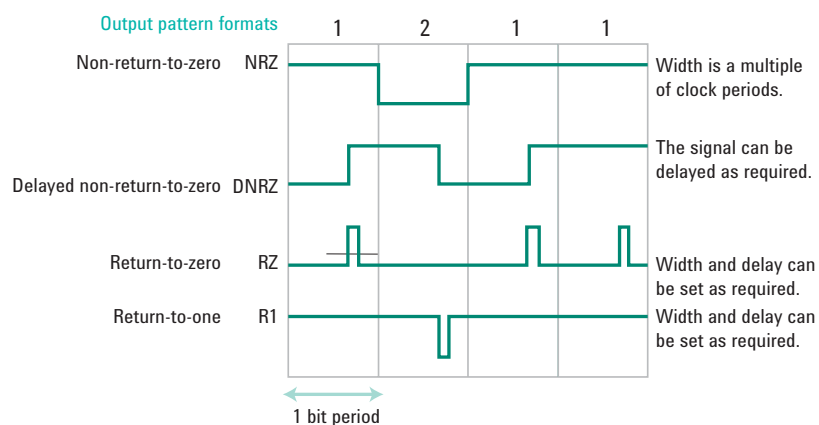 Output pattern formats 1 2 1 1
Non-return-to-zero NRZ
Width is a multiple
of clock periods.
The signal can be
delayed as required.
Delayed non-return-to-zero DNRZ
Return-to-zero RZ
Width and delay can
be set as required.
Return-to-one R1
Width and delay can
be set as required.
1 bit period